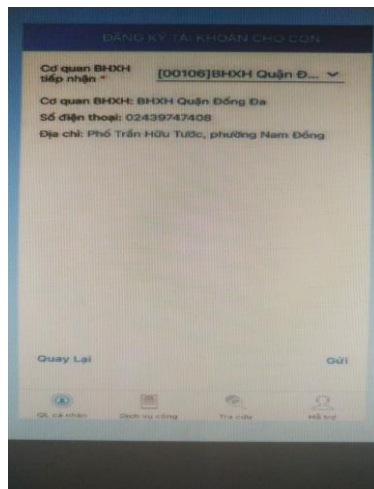 ĐĂNG KÝ TÀI KHOẢN CHO CON
Cơ quan BHXH
tiếp nhận * [00106]BHXH Quận Đ...
Cơ quan BHXH: BHXH Quận Đống Đa
Số điện thoại: 02439747408
Địa chỉ: Phố Trần Hữu Tước, phường Nam Đồng
Quay Lại Gửi
QL cá nhân Dịch vụ công Tra cứu Hỗ trợ